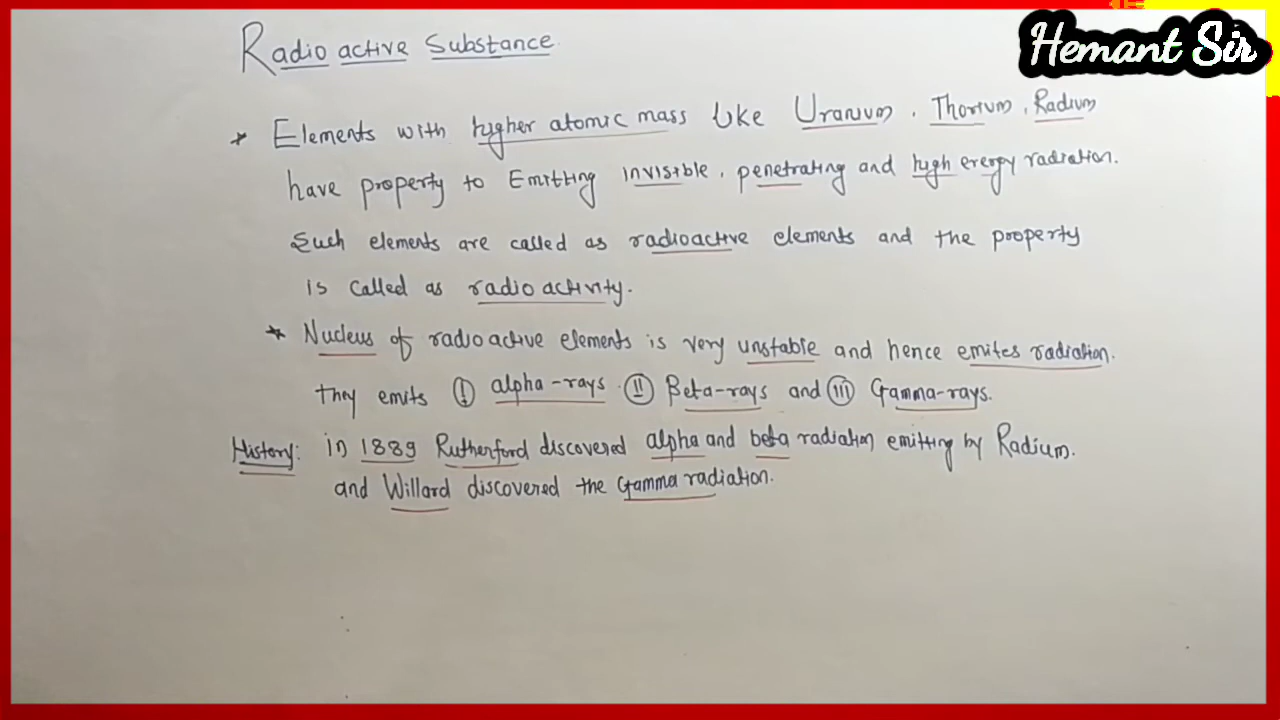 Hemant Sir
Radio active Substance
* Elements with higher atomic mass like Uranium, Thorium, Radium
have property to Emitting invisible, penetrating and high energy radiation.
Such elements are called as radioactive elements and the property
is called as radioactivity.
* Nucleus of radioactive elements is very unstable and hence emites radiation.
They emits (I) alpha-rays. (II) Beta-rays and (III) Gamma-rays.
History: in 1889 Rutherford discovered alpha and beta radiation emitting by Radium.
and Willard discovered the Gamma radiation.